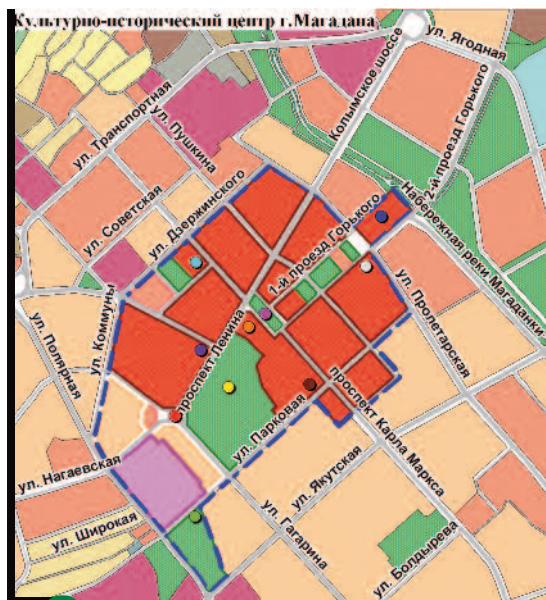 Культурно-исторический центр г.Магадана
ул. Ягодная
Колымское шоссе
ул. Транспортная
ул. Пушкина
2-й проезд Горького
Набережная реки Магаданки
ул. Советская
ул. Дзержинского
1-й проезд Горького
ул. Пролетарская
ул. Коммуны
ул. Полярная
проспект Ленина
ул. Парковая
проспект Карла Маркса
ул. Нагаевская
ул. Якутская
ул. Широкая
ул. Гагарина
ул. Болдырева